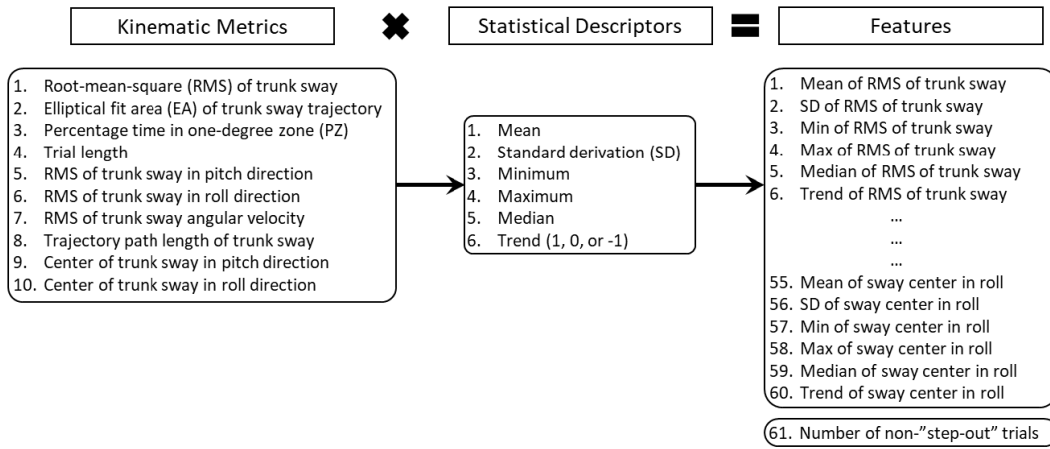 Kinematic Metrics
Statistical Descriptors
Features
1. Root-mean-square (RMS) of trunk sway
2. Elliptical fit area (EA) of trunk sway trajectory
3. Percentage time in one-degree zone (PZ)
4. Trial length
5. RMS of trunk sway in pitch direction
6. RMS of trunk sway in roll direction
7. RMS of trunk sway angular velocity
8. Trajectory path length of trunk sway
9. Center of trunk sway in pitch direction
10. Center of trunk sway in roll direction
1. Mean
2. Standard derivation (SD)
3. Minimum
4. Maximum
5. Median
6. Trend (1, 0, or -1)
1. Mean of RMS of trunk sway
2. SD of RMS of trunk sway
3. Min of RMS of trunk sway
4. Max of RMS of trunk sway
5. Median of RMS of trunk sway
6. Trend of RMS of trunk sway
...
...
...
55. Mean of sway center in roll
56. SD of sway center in roll
57. Min of sway center in roll
58. Max of sway center in roll
59. Median of sway center in roll
60. Trend of sway center in roll
61. Number of non-”step-out” trials